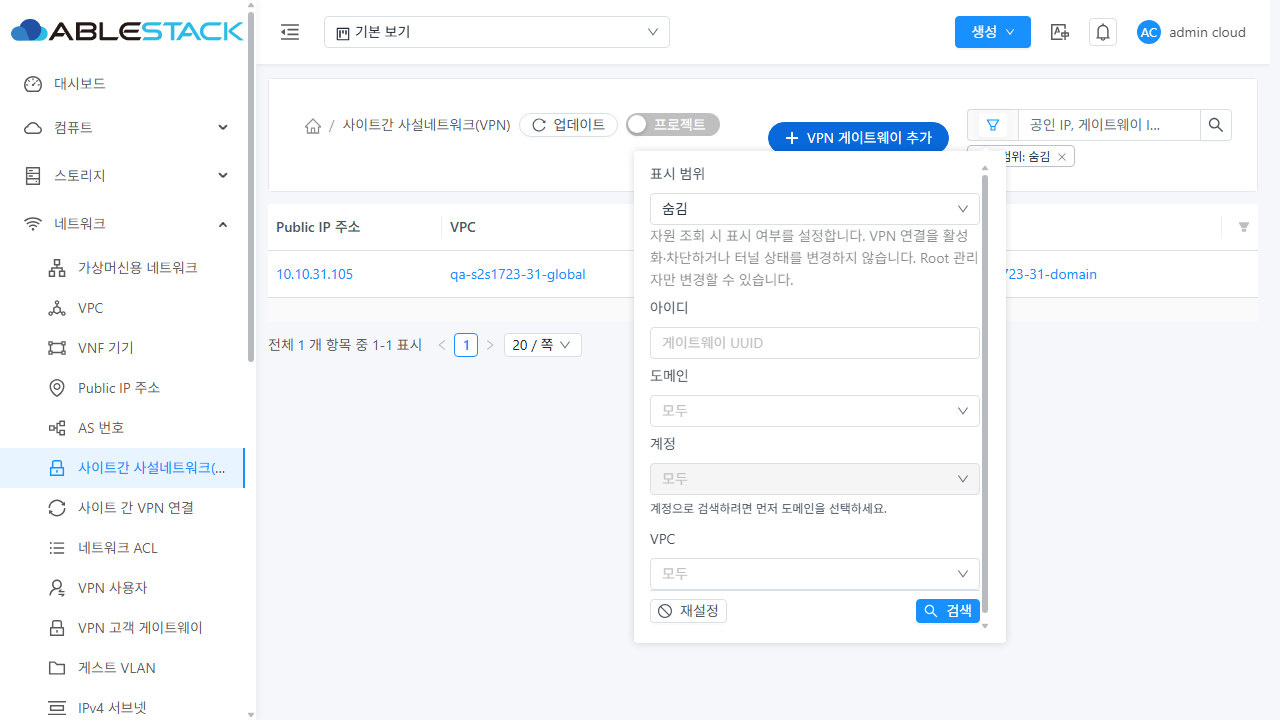 ABLESTACK
기본 보기
생성
AC
admin cloud
대시보드
컴퓨트
스토리지
네트워크
가상머신용 네트워크
VPC
VNF 기기
Public IP 주소
AS 번호
사이트간 사설네트워크(...
사이트 간 VPN 연결
네트워크 ACL
VPN 사용자
VPN 고객 게이트웨이
게스트 VLAN
IPv4 서브넷
/ 사이트간 사설네트워크(VPN)
업데이트
프로젝트
VPN 게이트웨이 추가
공인 IP, 게이트웨이 I...
범위: 숨김
Public IP 주소
VPC
10.10.31.105
qa-s2s1723-31-global
723-31-domain
전체 1 개 항목 중 1-1 표시
1
20 / 쪽
표시 범위
숨김
자원 조회 시 표시 여부를 설정합니다. VPN 연결을 활성
화·차단하거나 터널 상태를 변경하지 않습니다. Root 관리
자만 변경할 수 있습니다.
아이디
게이트웨이 UUID
도메인
모두
계정
모두
계정으로 검색하려면 먼저 도메인을 선택하세요.
VPC
모두
재설정
검색